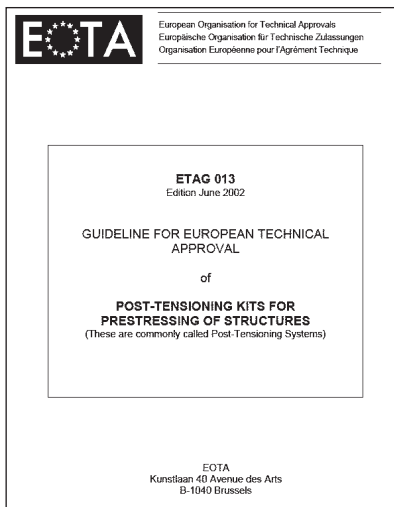 EOTA
European Organisation for Technical Approvals
Europäische Organisation für Technische Zulassungen
Organisation Européenne pour l'Agrément Technique
ETAG 013
Edition June 2002
GUIDELINE FOR EUROPEAN TECHNICAL
APPROVAL
of
POST-TENSIONING KITS FOR
PRESTRESSING OF STRUCTURES
(These are commonly called Post-Tensioning Systems)
EOTA
Kunstlaan 40 Avenue des Arts
B-1040 Brussels